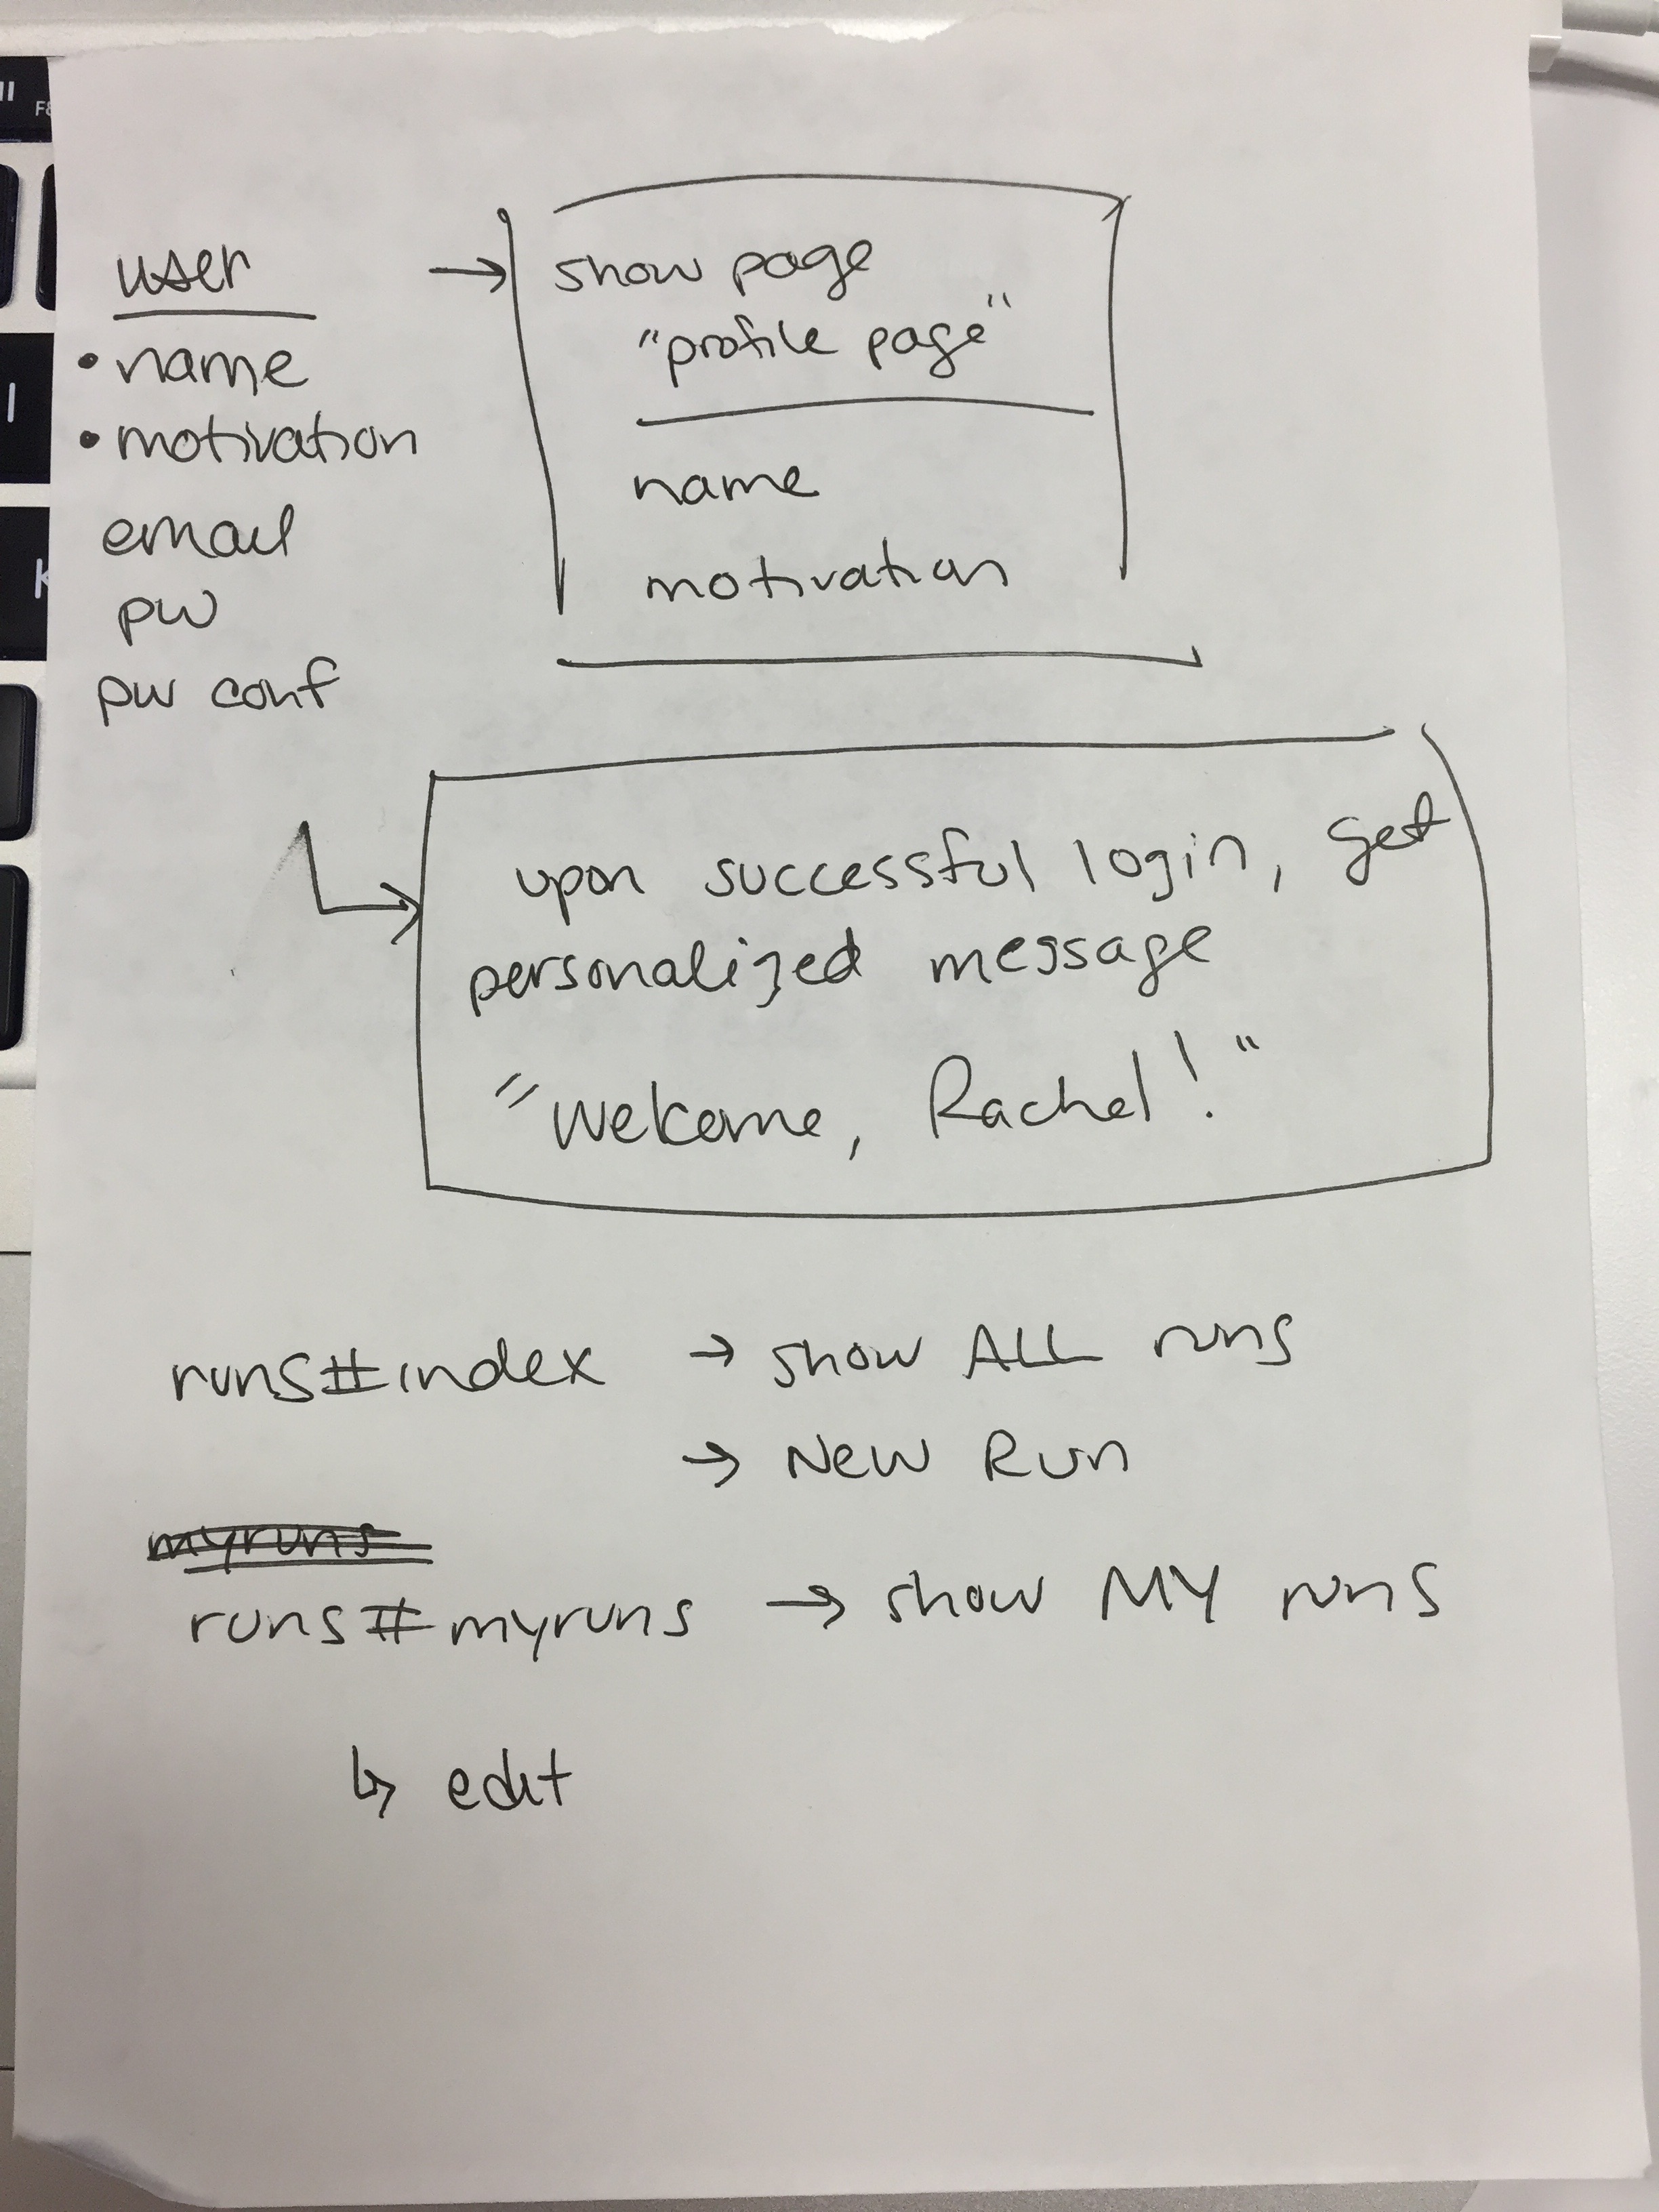 user
• name
• motivation
email
pw
pw conf
→ show page
"profile page"
name
motivation
upon successful login, get
personalized message
"Welcome, Rachel!"
runs#index → show ALL runs
→ New Run
myruns
runs#myruns → show MY runs
↳ edit
F8
K